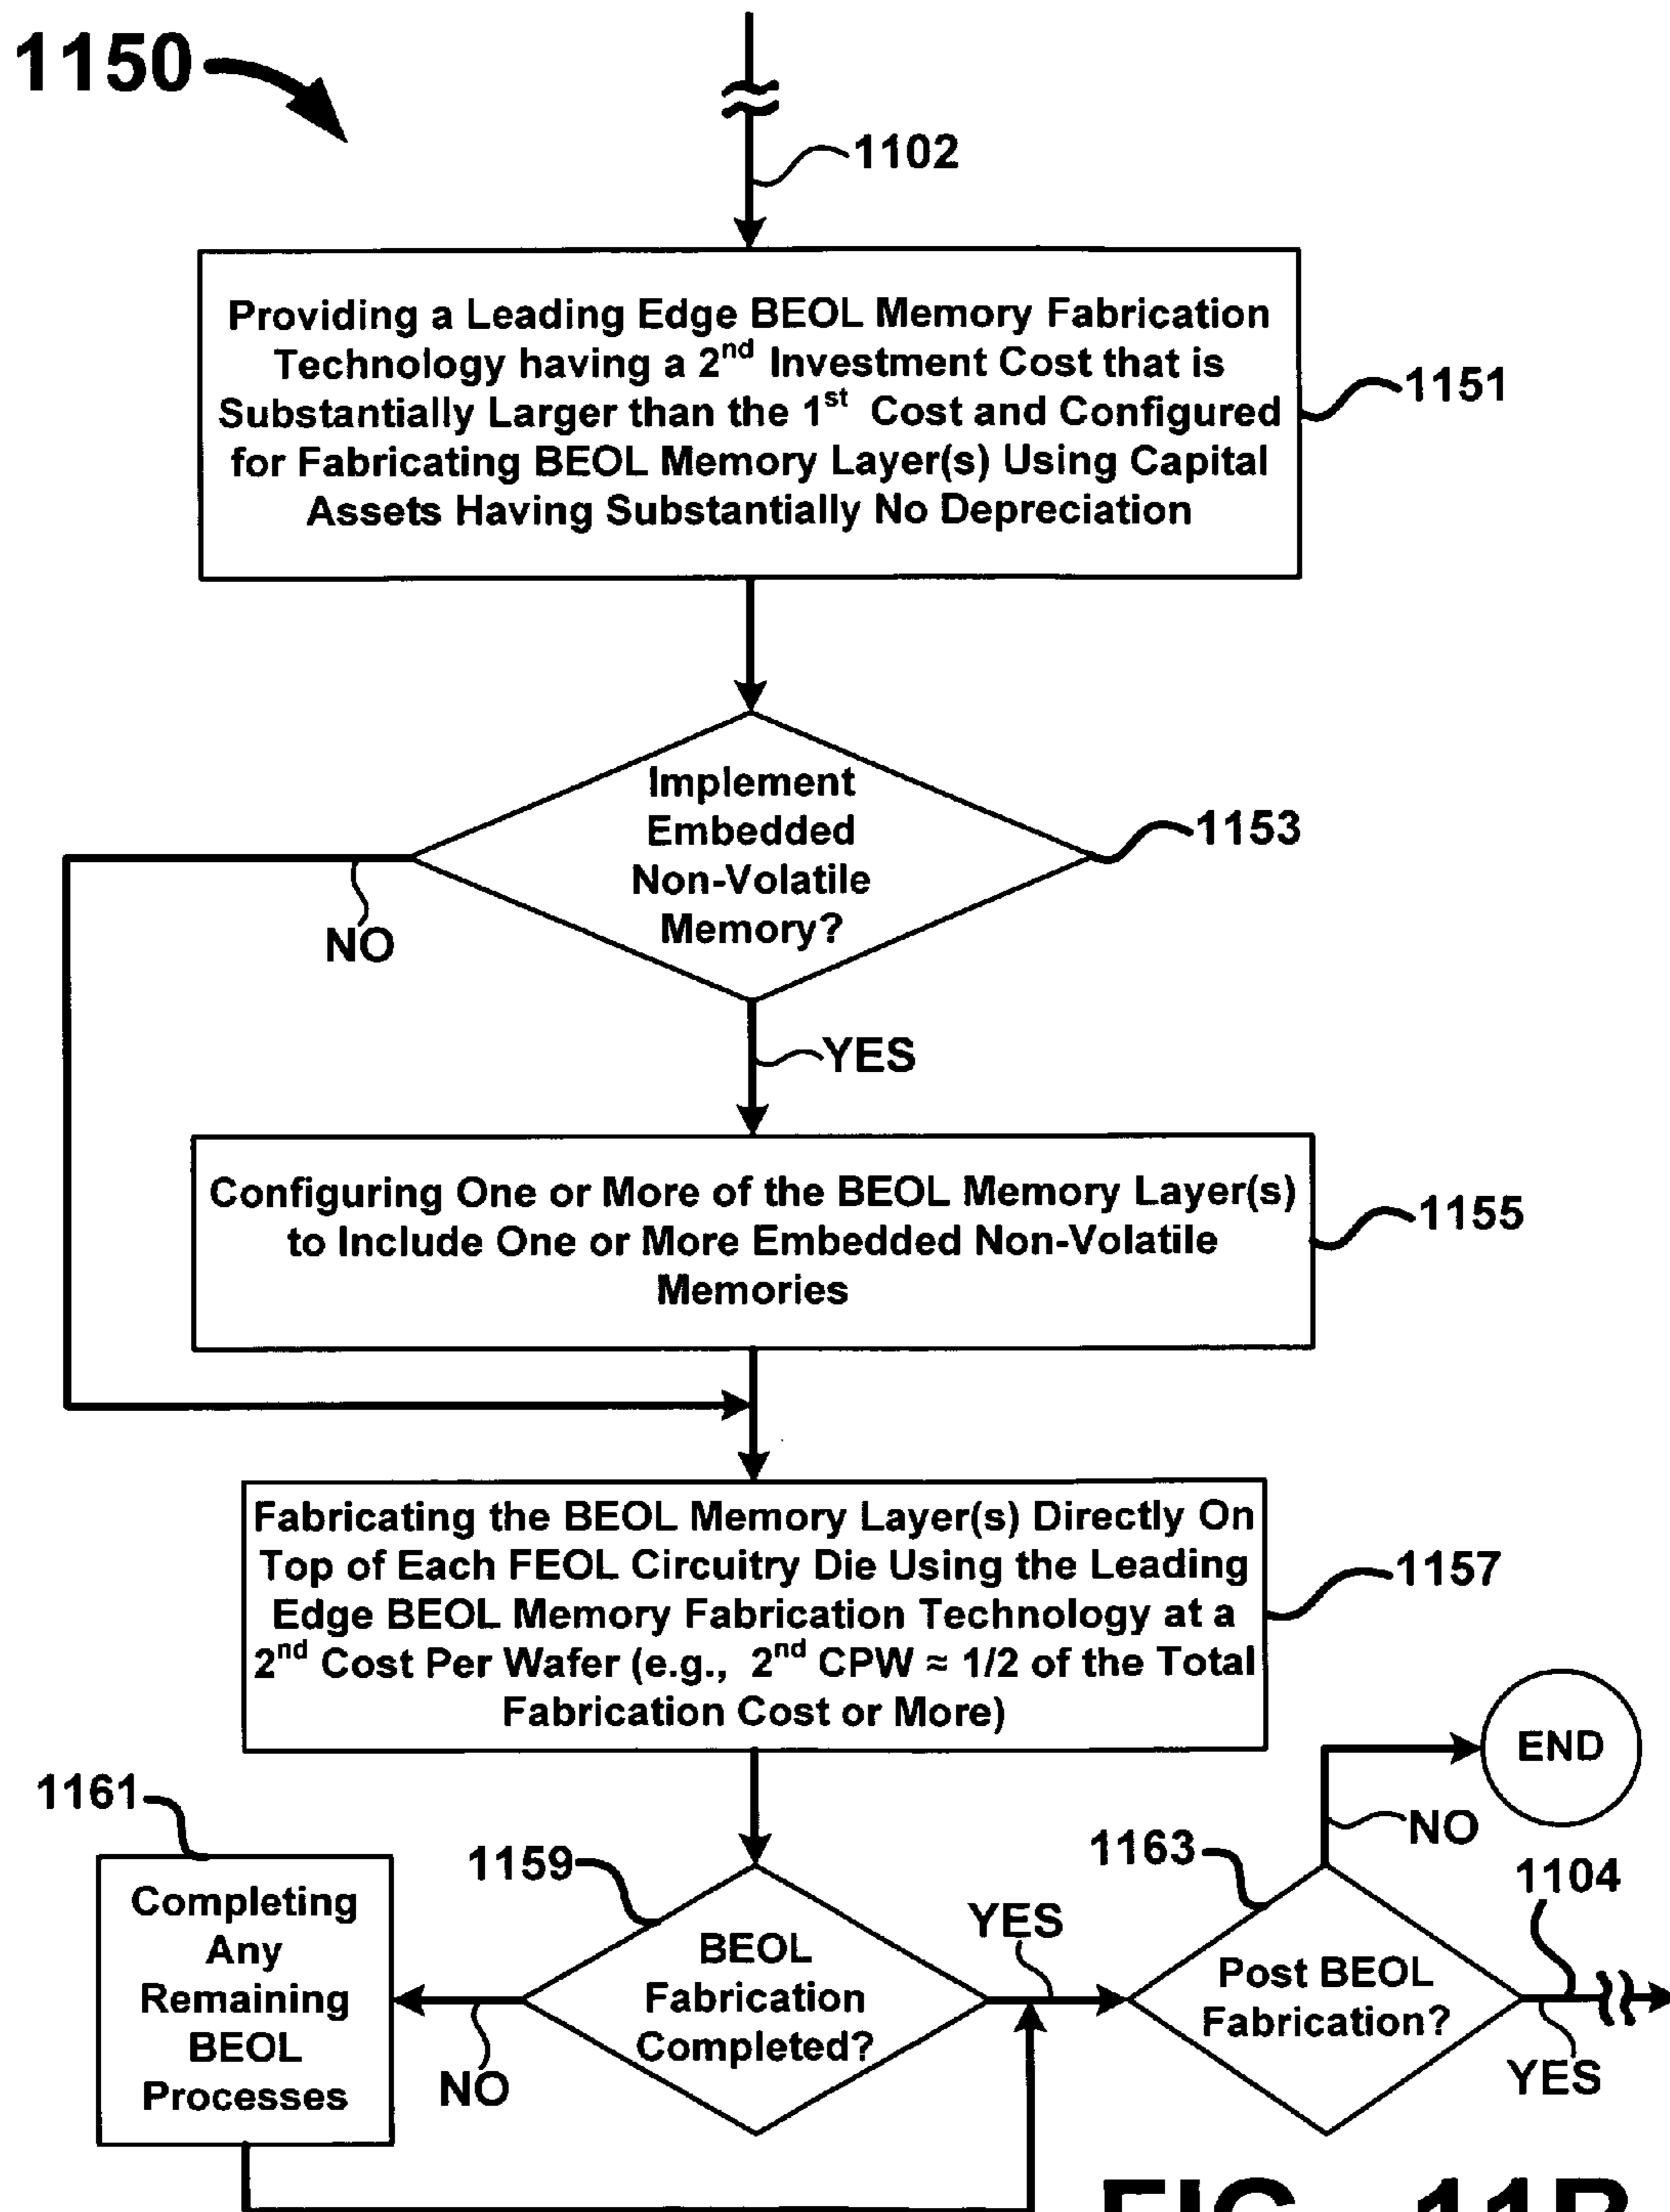 1150
1102
Providing a Leading Edge BEOL Memory Fabrication
Technology having a 2nd Investment Cost that is
Substantially Larger than the 1st Cost and Configured
for Fabricating BEOL Memory Layer(s) Using Capital
Assets Having Substantially No Depreciation
1151
Implement
Embedded
Non-Volatile
Memory?
1153
NO
YES
Configuring One or More of the BEOL Memory Layer(s)
to Include One or More Embedded Non-Volatile
Memories
1155
Fabricating the BEOL Memory Layer(s) Directly On
Top of Each FEOL Circuitry Die Using the Leading
Edge BEOL Memory Fabrication Technology at a
2nd Cost Per Wafer (e.g., 2nd CPW ≈ 1/2 of the Total
Fabrication Cost or More)
1157
END
NO
1161
1159
1163
1104
Completing
Any
Remaining
BEOL
Processes
NO
BEOL
Fabrication
Completed?
YES
Post BEOL
Fabrication?
YES
FIG. 11B